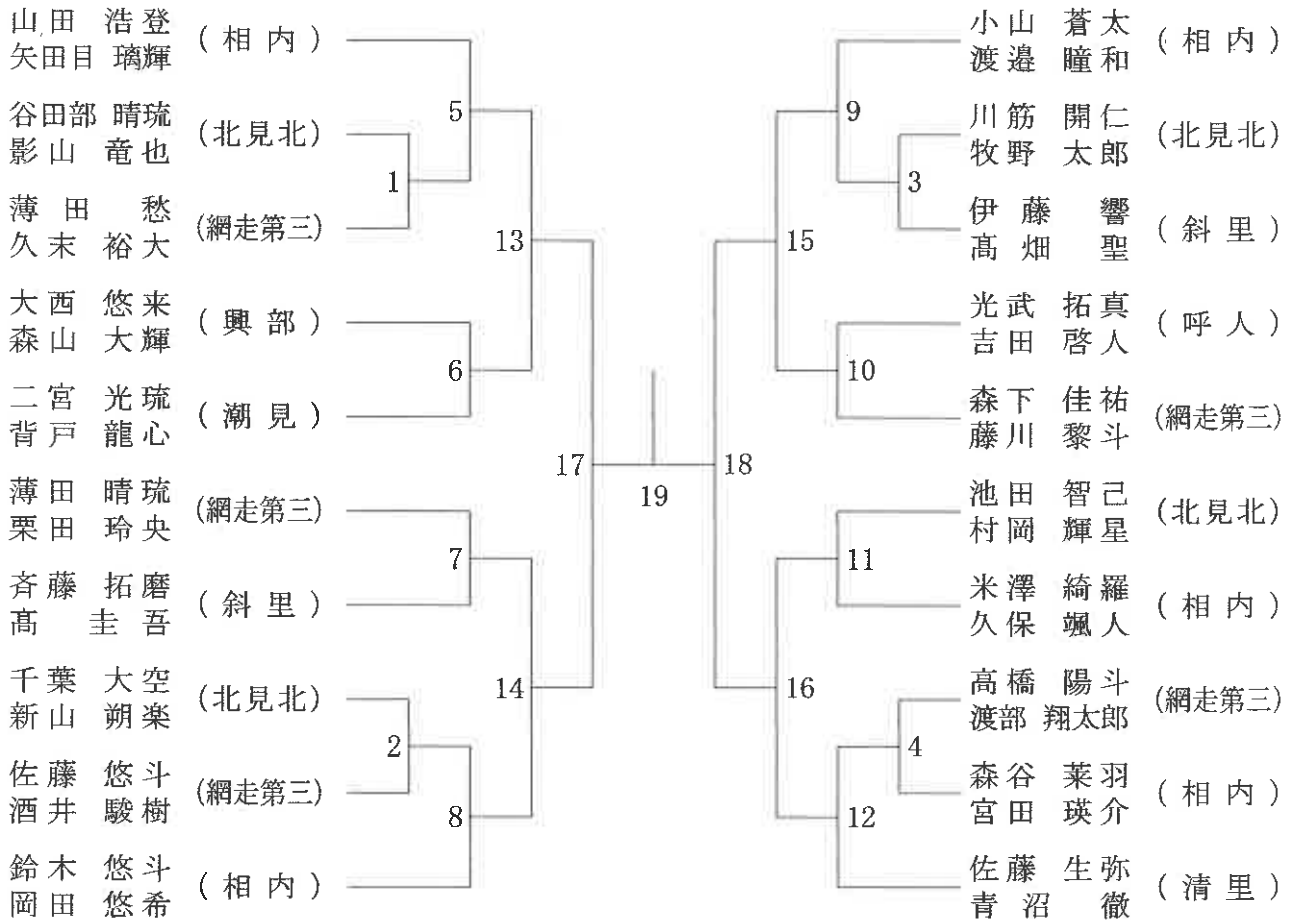 山田 浩登
矢田目 璃輝
(相内)
谷田部 晴琉
影山 竜也
(北見北)
薄田 愁
久末 裕大
(網走第三)
大西 悠来
森山 大輝
(興部)
二宮 光琉
背戸 龍心
(潮見)
薄田 晴琉
栗田 玲央
(網走第三)
斉藤 拓磨
髙 圭吾
(斜里)
千葉 大空
新山 朔楽
(北見北)
佐藤 悠斗
酒井 駿樹
(網走第三)
鈴木 悠斗
岡田 悠希
(相内)
5
1
13
6
17
7
14
2
8
19
9
3
15
10
18
11
16
4
12
小山 蒼太
渡邉 瞳和
(相内)
川筋 開仁
牧野 太郎
(北見北)
伊藤 響
髙畑 聖
(斜里)
光武 拓真
吉田 啓人
(呼人)
森下 佳祐
藤川 黎斗
(網走第三)
池田 智己
村岡 輝星
(北見北)
米澤 綺羅
久保 颯人
(相内)
高橋 陽斗
渡部 翔太郎
(網走第三)
森谷 莱羽
宮田 瑛介
(相内)
佐藤 生弥
青沼 徹
(清里)